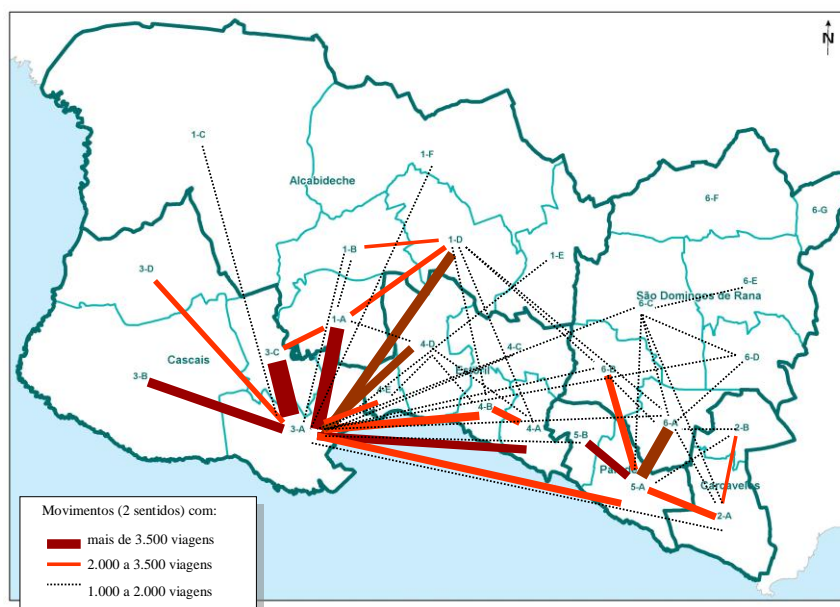 N
1-C
1-F
Alcabideche
6-F
6-G
1-B
1-D
1-E
3-D
6-E
6-C
São Domingos de Rana
1-A
3-C
4-D
4-C
6-D
Cascais
3-B
6-B
4-E
4-B
3-A
4-A
5-B
6-A
2-B
5-A
Carcavelos
2-A
Movimentos (2 sentidos) com:
mais de 3.500 viagens
2.000 a 3.500 viagens
1.000 a 2.000 viagens